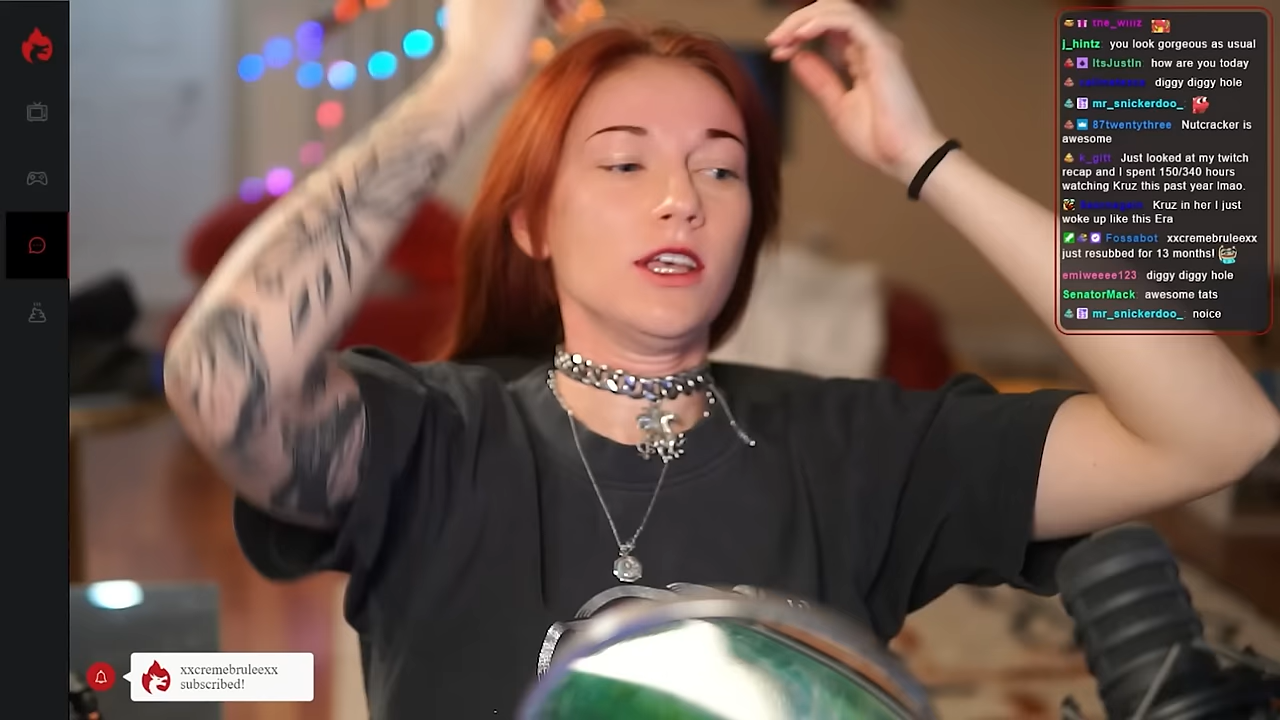 the_willz
j_hintz: you look gorgeous as usual
ItsJustIn how are you today
diggy diggy hole
mr_snickerdoo_:
87twentythree Nutcracker is
awesome
k_gitt Just looked at my twitch
recap and I spent 150/340 hours
watching Kruz this past year lmao.
Kruz in her I just
woke up like this Era
Fossabot xxcremebruleexx
just resubbed for 13 months!
emiweeee123 diggy diggy hole
SenatorMack: awesome tats
mr_snickerdoo_: noice
xxcremebruleexx
subscribed!